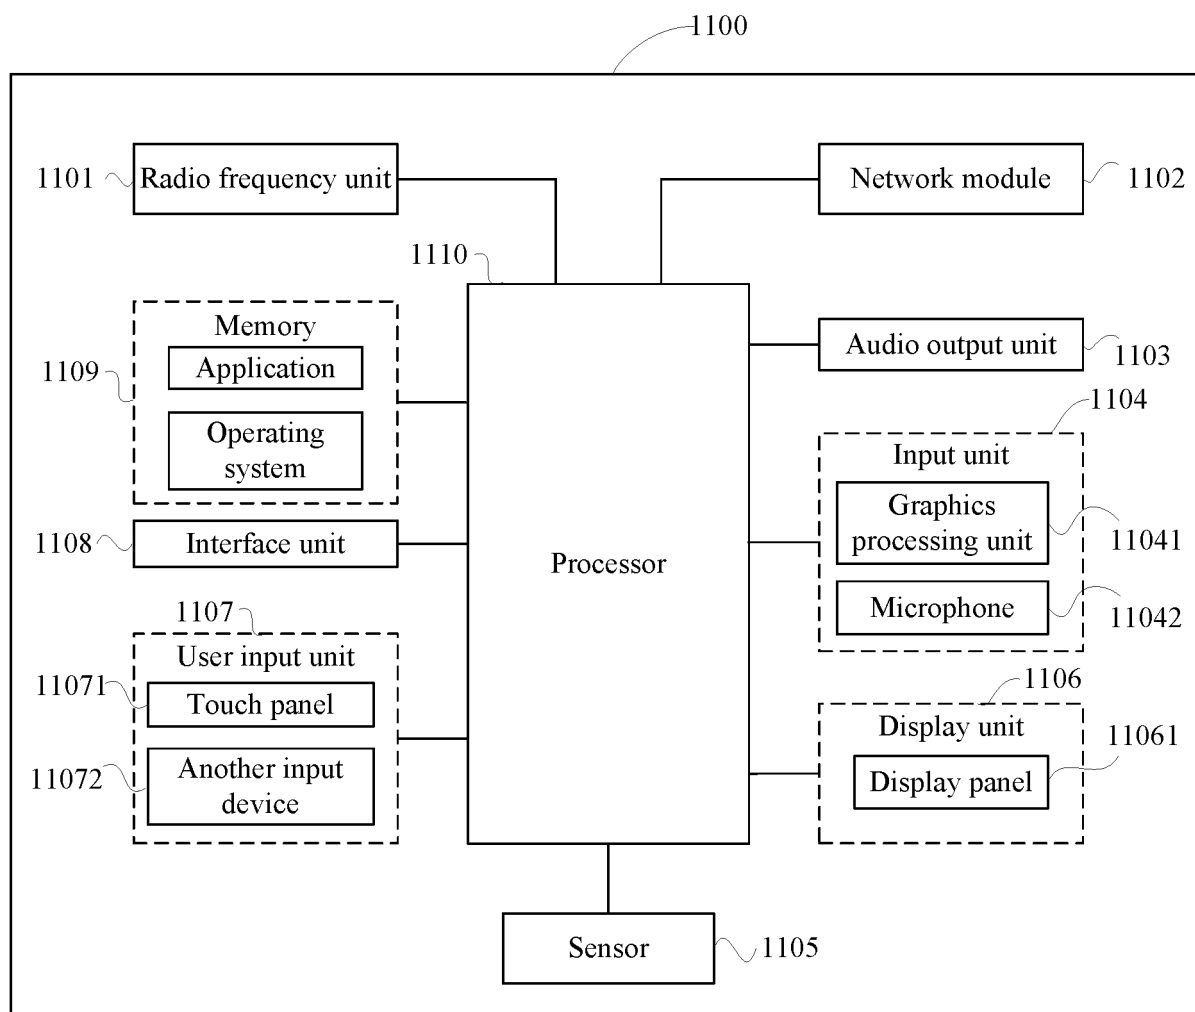 1100
1101
Radio frequency unit
Network module
1102
1110
Memory
Application
Operating
system
1109
Audio output unit
1103
1104
Input unit
Graphics
processing unit
11041
Microphone
11042
1108
Interface unit
Processor
1107
User input unit
11071
Touch panel
11072
Another input
device
1106
Display unit
11061
Display panel
Sensor
1105